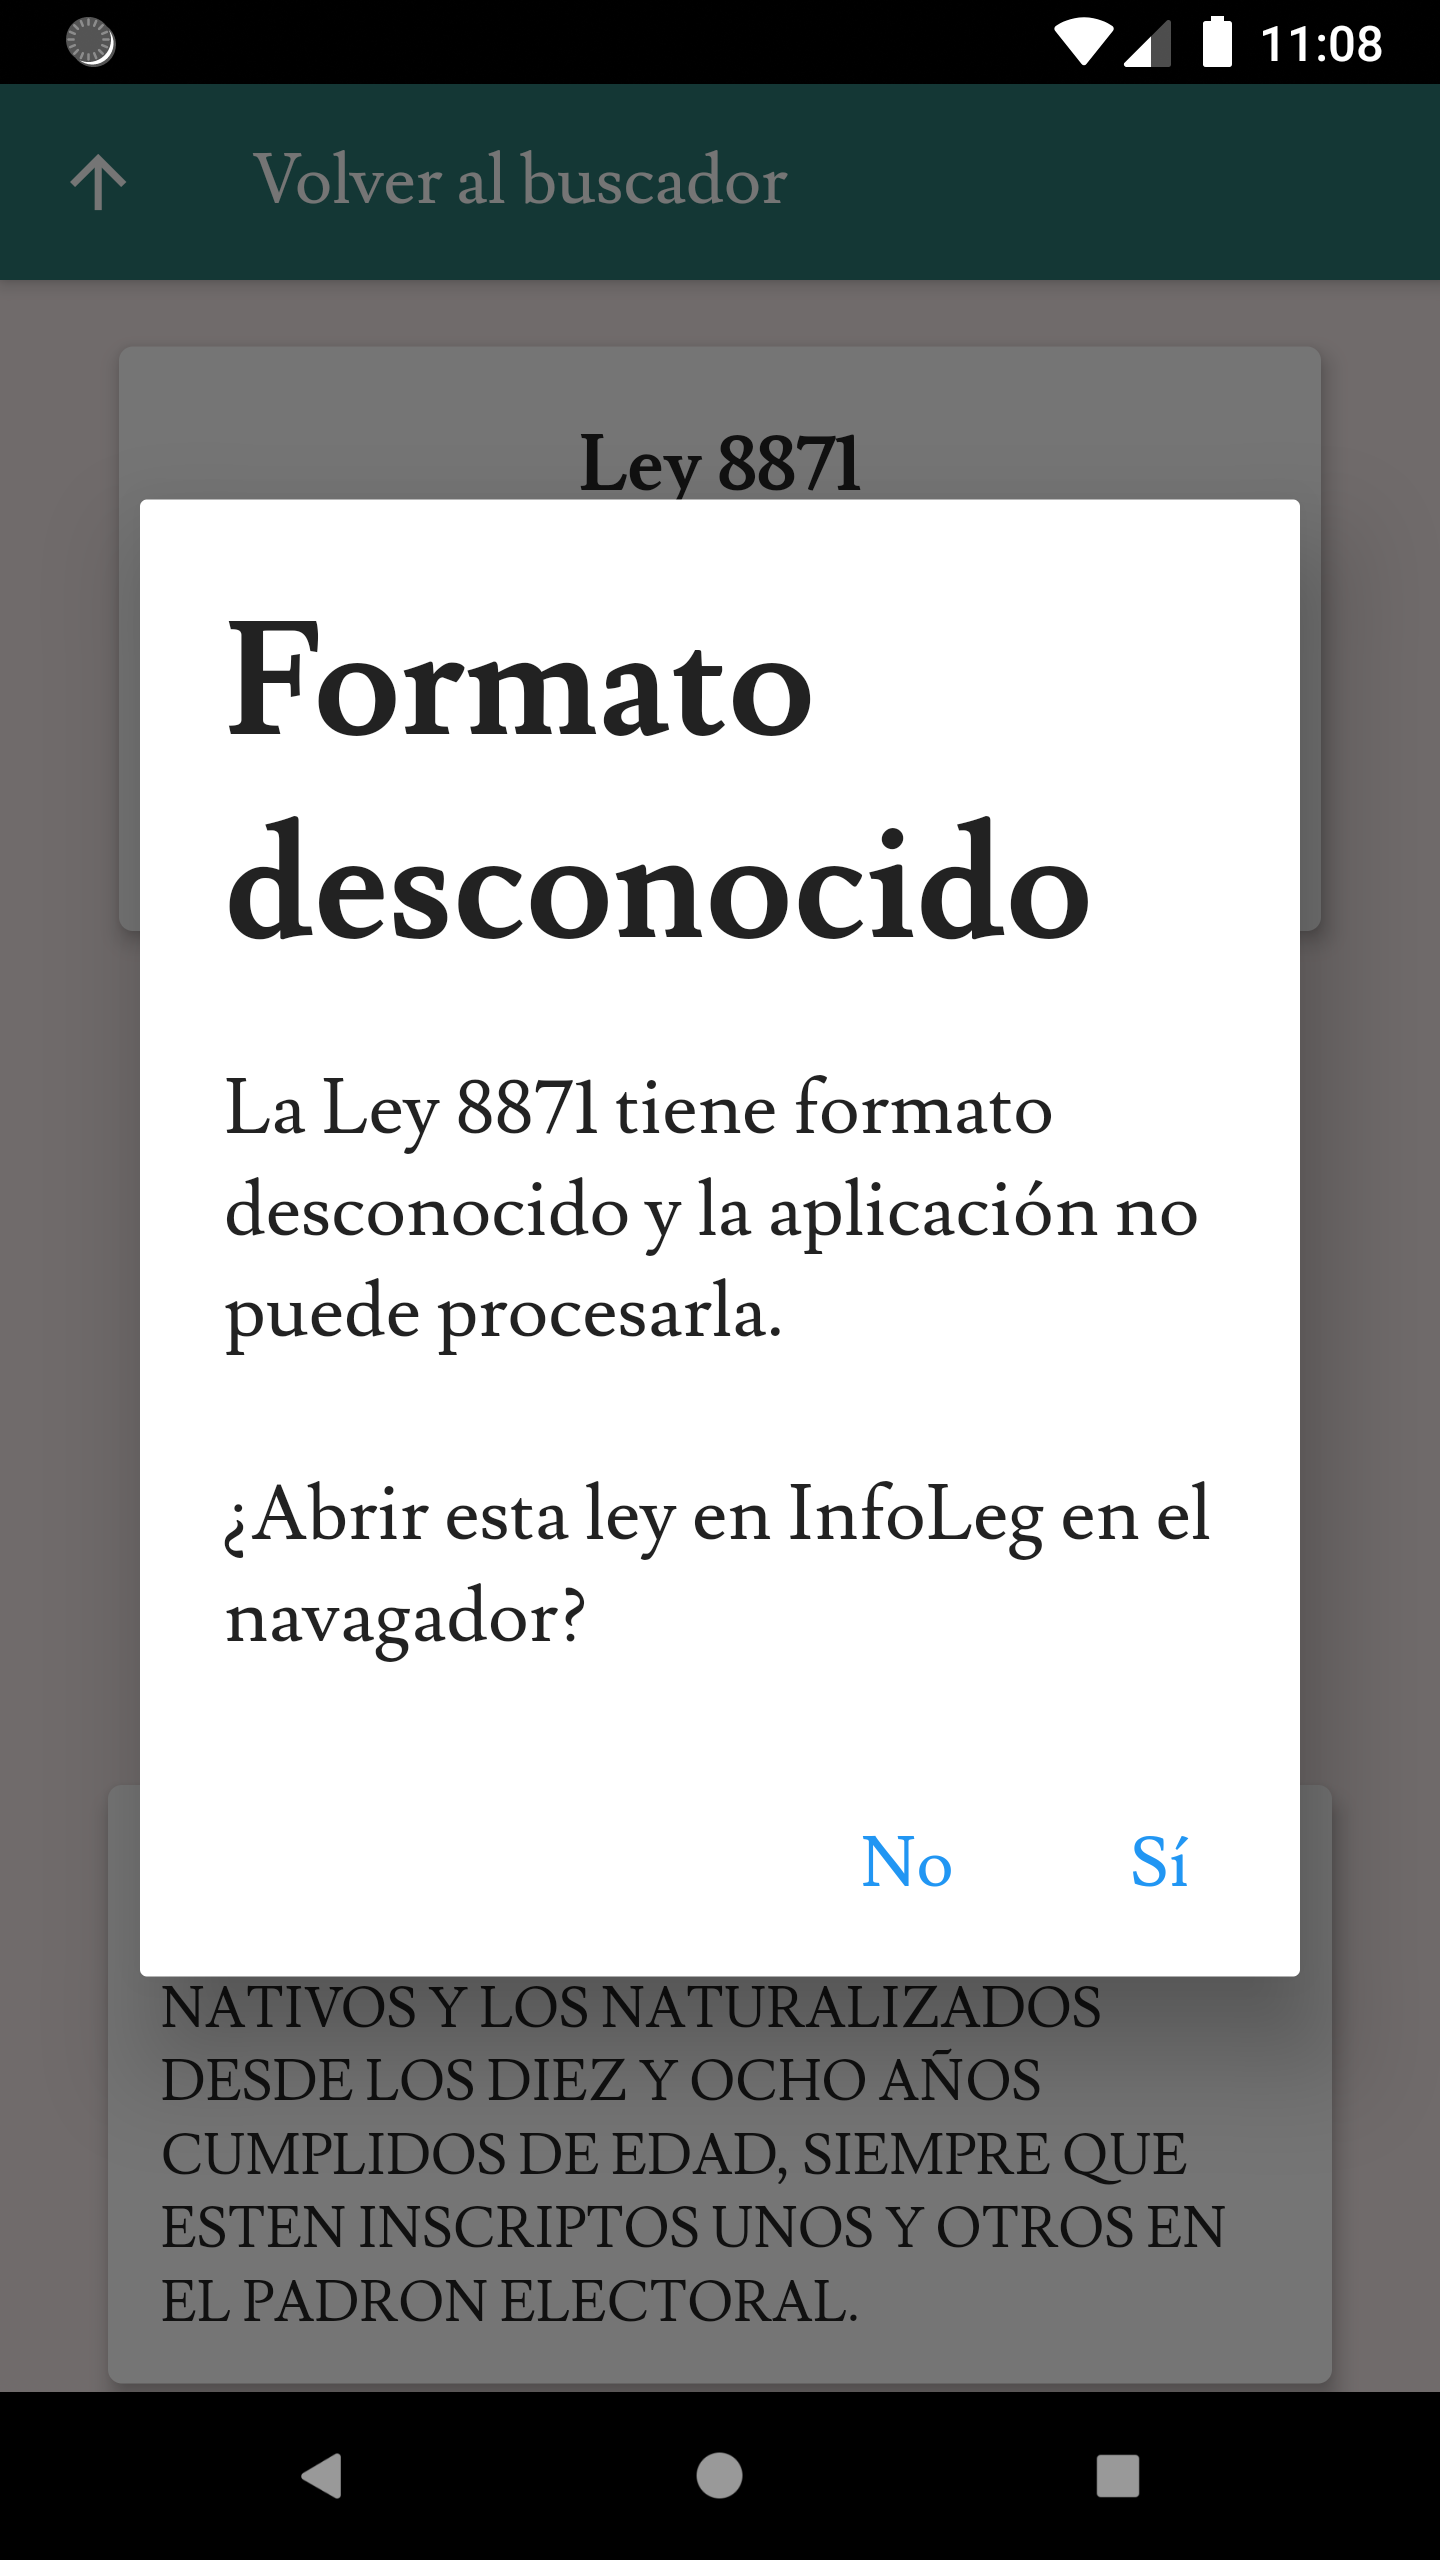 11:08
Volver al buscador
Ley 8871
Formato
desconocido
La Ley 8871 tiene formato
desconocido y la aplicación no
puede procesarla.
¿Abrir esta ley en InfoLeg en el
navagador?
No Sí
NATIVOS Y LOS NATURALIZADOS
DESDE LOS DIEZ Y OCHO AÑOS
CUMPLIDOS DE EDAD, SIEMPRE QUE
ESTEN INSCRIPTOS UNOS Y OTROS EN
EL PADRON ELECTORAL.